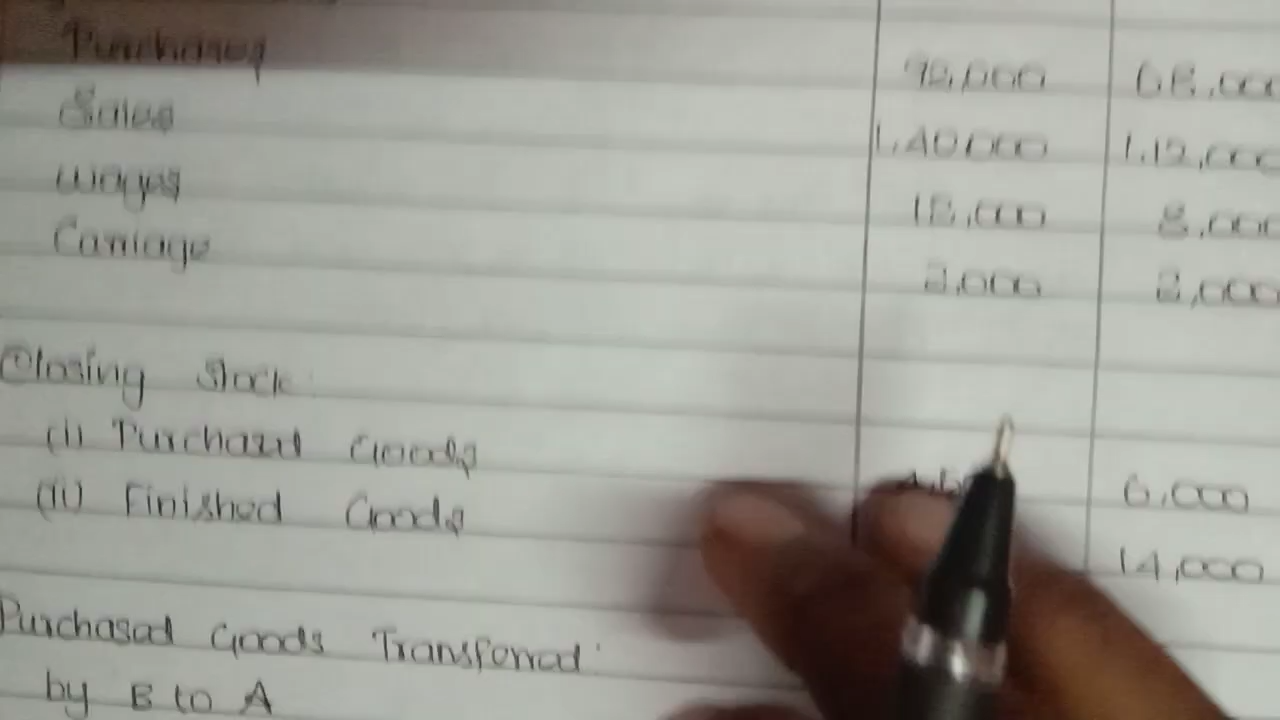 Purchases 92,000 68,000
Sales 1,40,000 1,12,000
Wages 18,000 8,000
Carriage 2,000 2,000
Closing Stock:
(i) Purchased Goods 6,000
(ii) Finished Goods 14,000
Purchased Goods Transferred:
by B to A